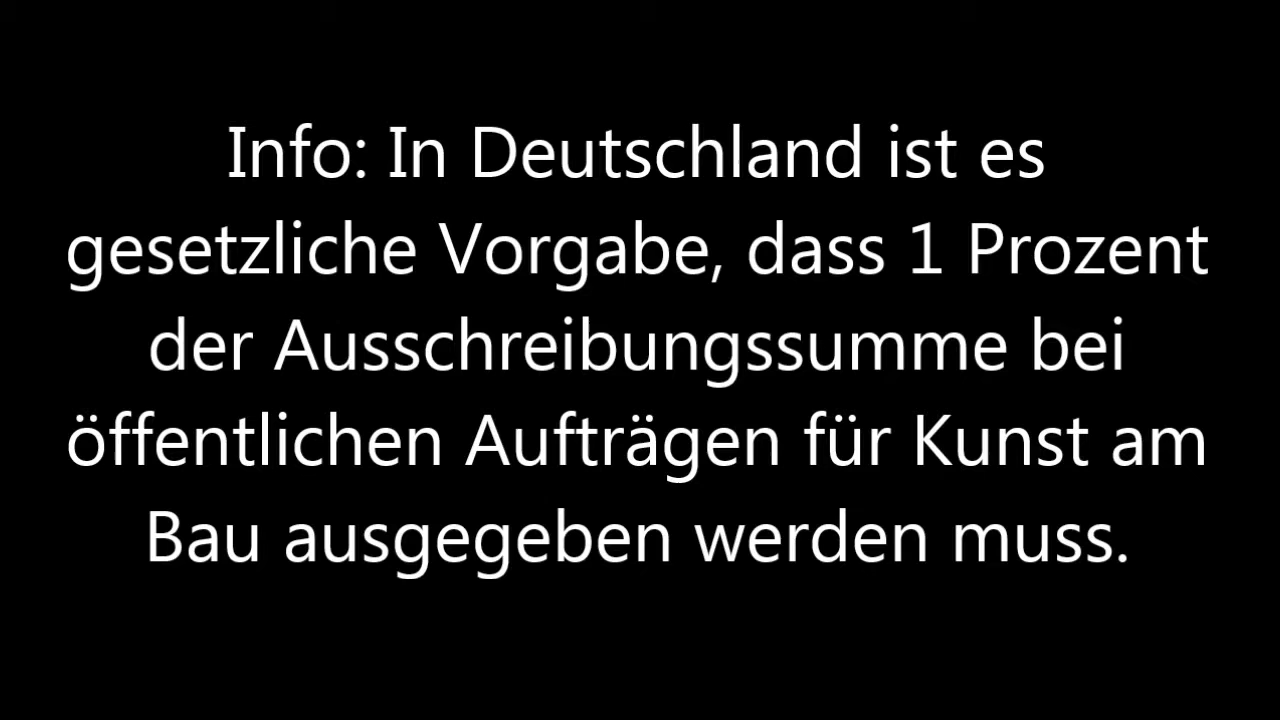 Info: In Deutschland ist es
gesetzliche Vorgabe, dass 1 Prozent
der Ausschreibungssumme bei
öffentlichen Aufträgen für Kunst am
Bau ausgegeben werden muss.